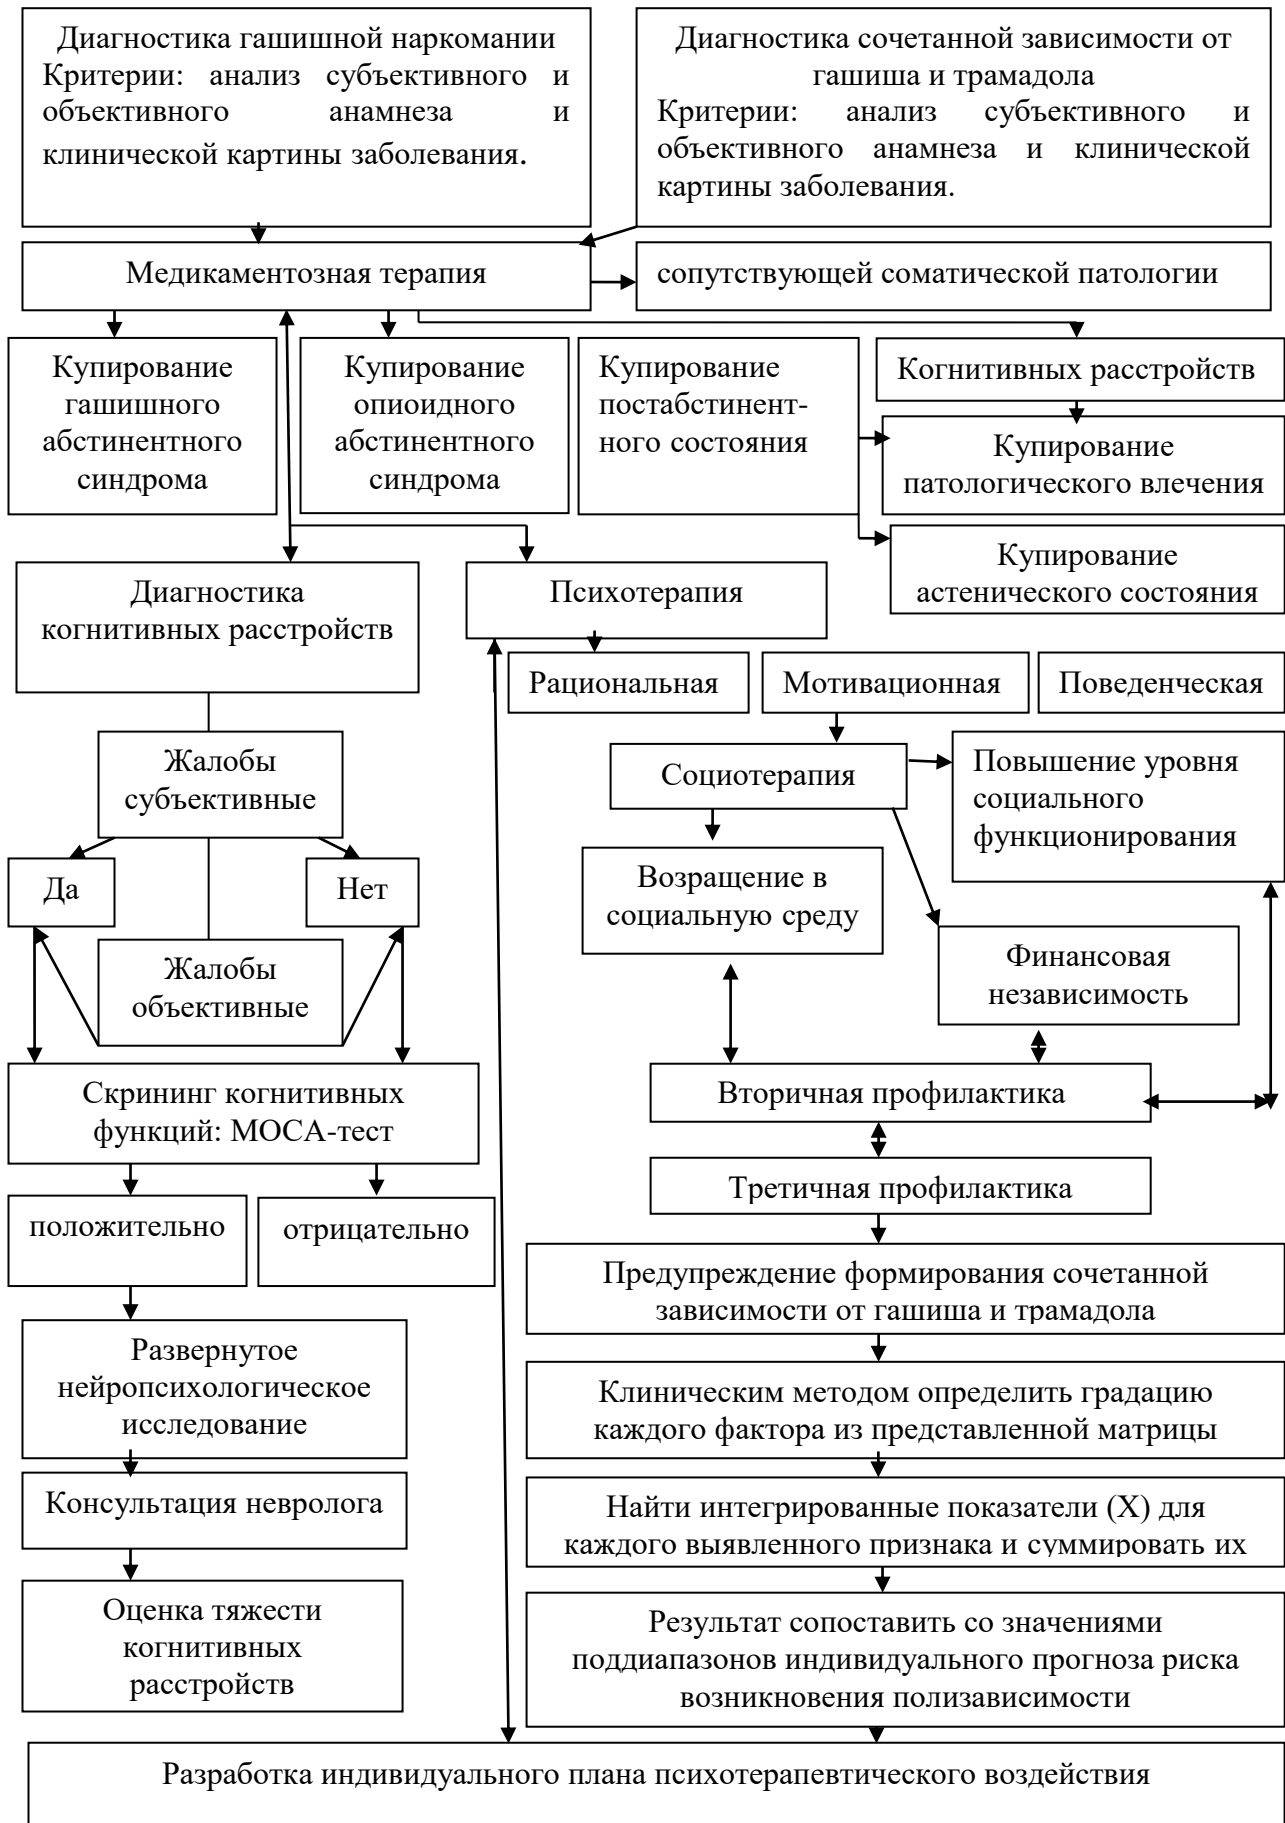 Диагностика гашишной наркомании
Критерии: анализ субъективного и
объективного анамнеза и
клинической картины заболевания.
Диагностика сочетанной зависимости от
гашиша и трамадола
Критерии: анализ субъективного и
объективного анамнеза и клинической
картины заболевания.
Медикаментозная терапия
сопутствующей соматической патологии
Купирование
гашишного
абстинентного
синдрома
Купирование
опиоидного
абстинентного
синдрома
Купирование
постабстинент-
ного состояния
Когнитивных расстройств
Купирование
патологического влечения
Купирование
астенического состояния
Диагностика
когнитивных расстройств
Психотерапия
Рациональная
Мотивационная
Поведенческая
Жалобы
субъективные
Социотерапия
Повышение уровня
социального
функционирования
Да
Нет
Возращение в
социальную среду
Жалобы
объективные
Финансовая
независимость
Скрининг когнитивных
функций: МОСА-тест
Вторичная профилактика
Третичная профилактика
положительно
отрицательно
Предупреждение формирования сочетанной
зависимости от гашиша и трамадола
Развернутое
нейропсихологическое
исследование
Клиническим методом определить градацию
каждого фактора из представленной матрицы
Консультация невролога
Найти интегрированные показатели (Х) для
каждого выявленного признака и суммировать их
Оценка тяжести
когнитивных
расстройств
Результат сопоставить со значениями
поддиапазонов индивидуального прогноза риска
возникновения полизависимости
Разработка индивидуального плана психотерапевтического воздействия